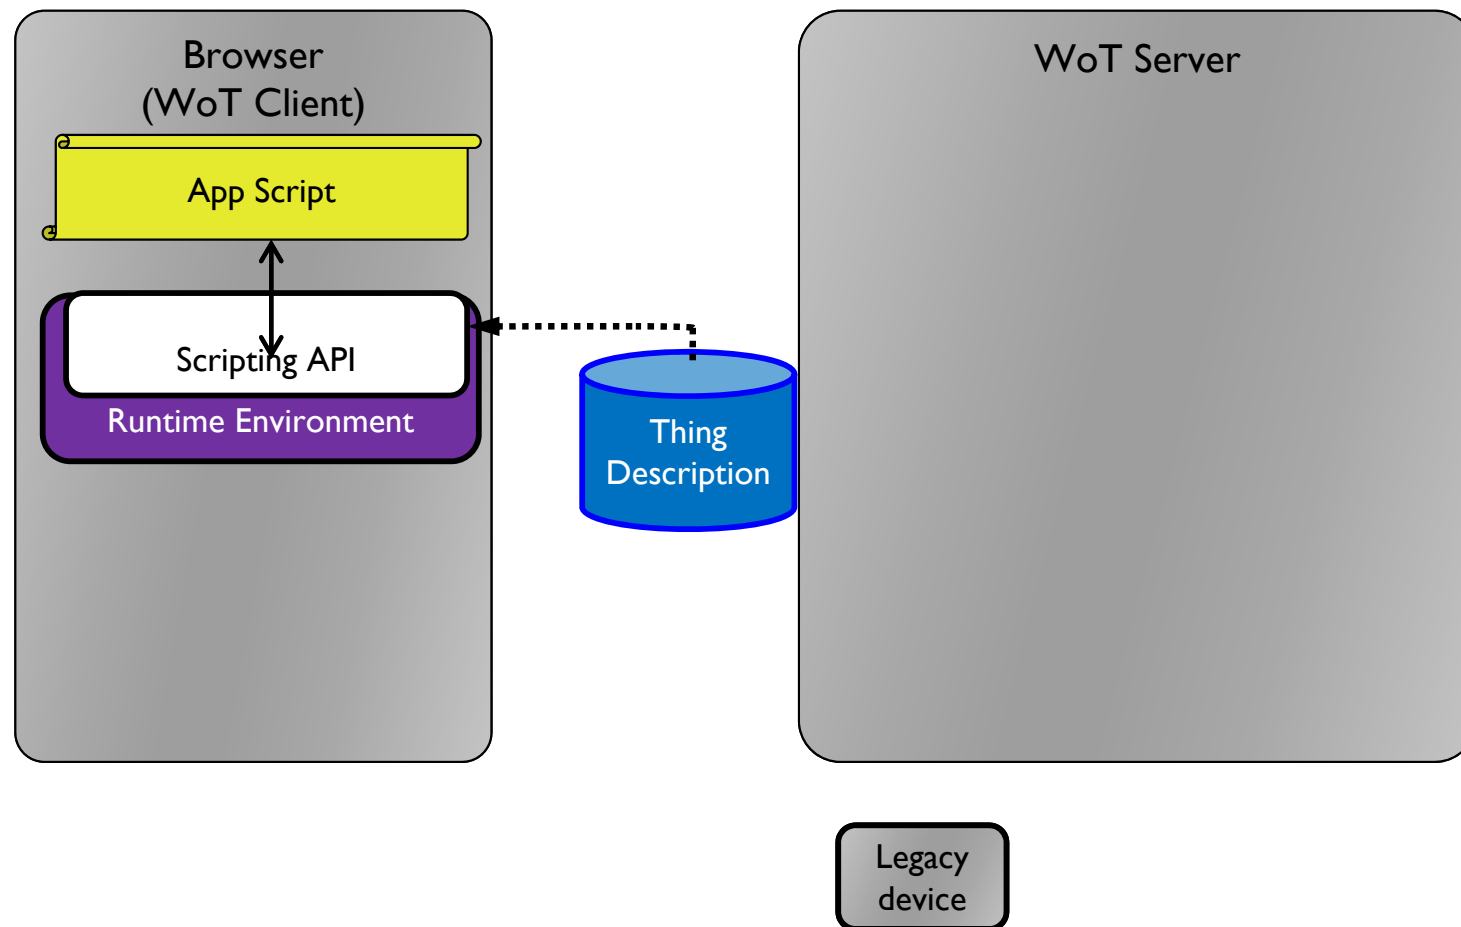 Browser
(WoT Client)
App Script
Scripting API
Runtime Environment
Thing
Description
WoT Server
Legacy
device